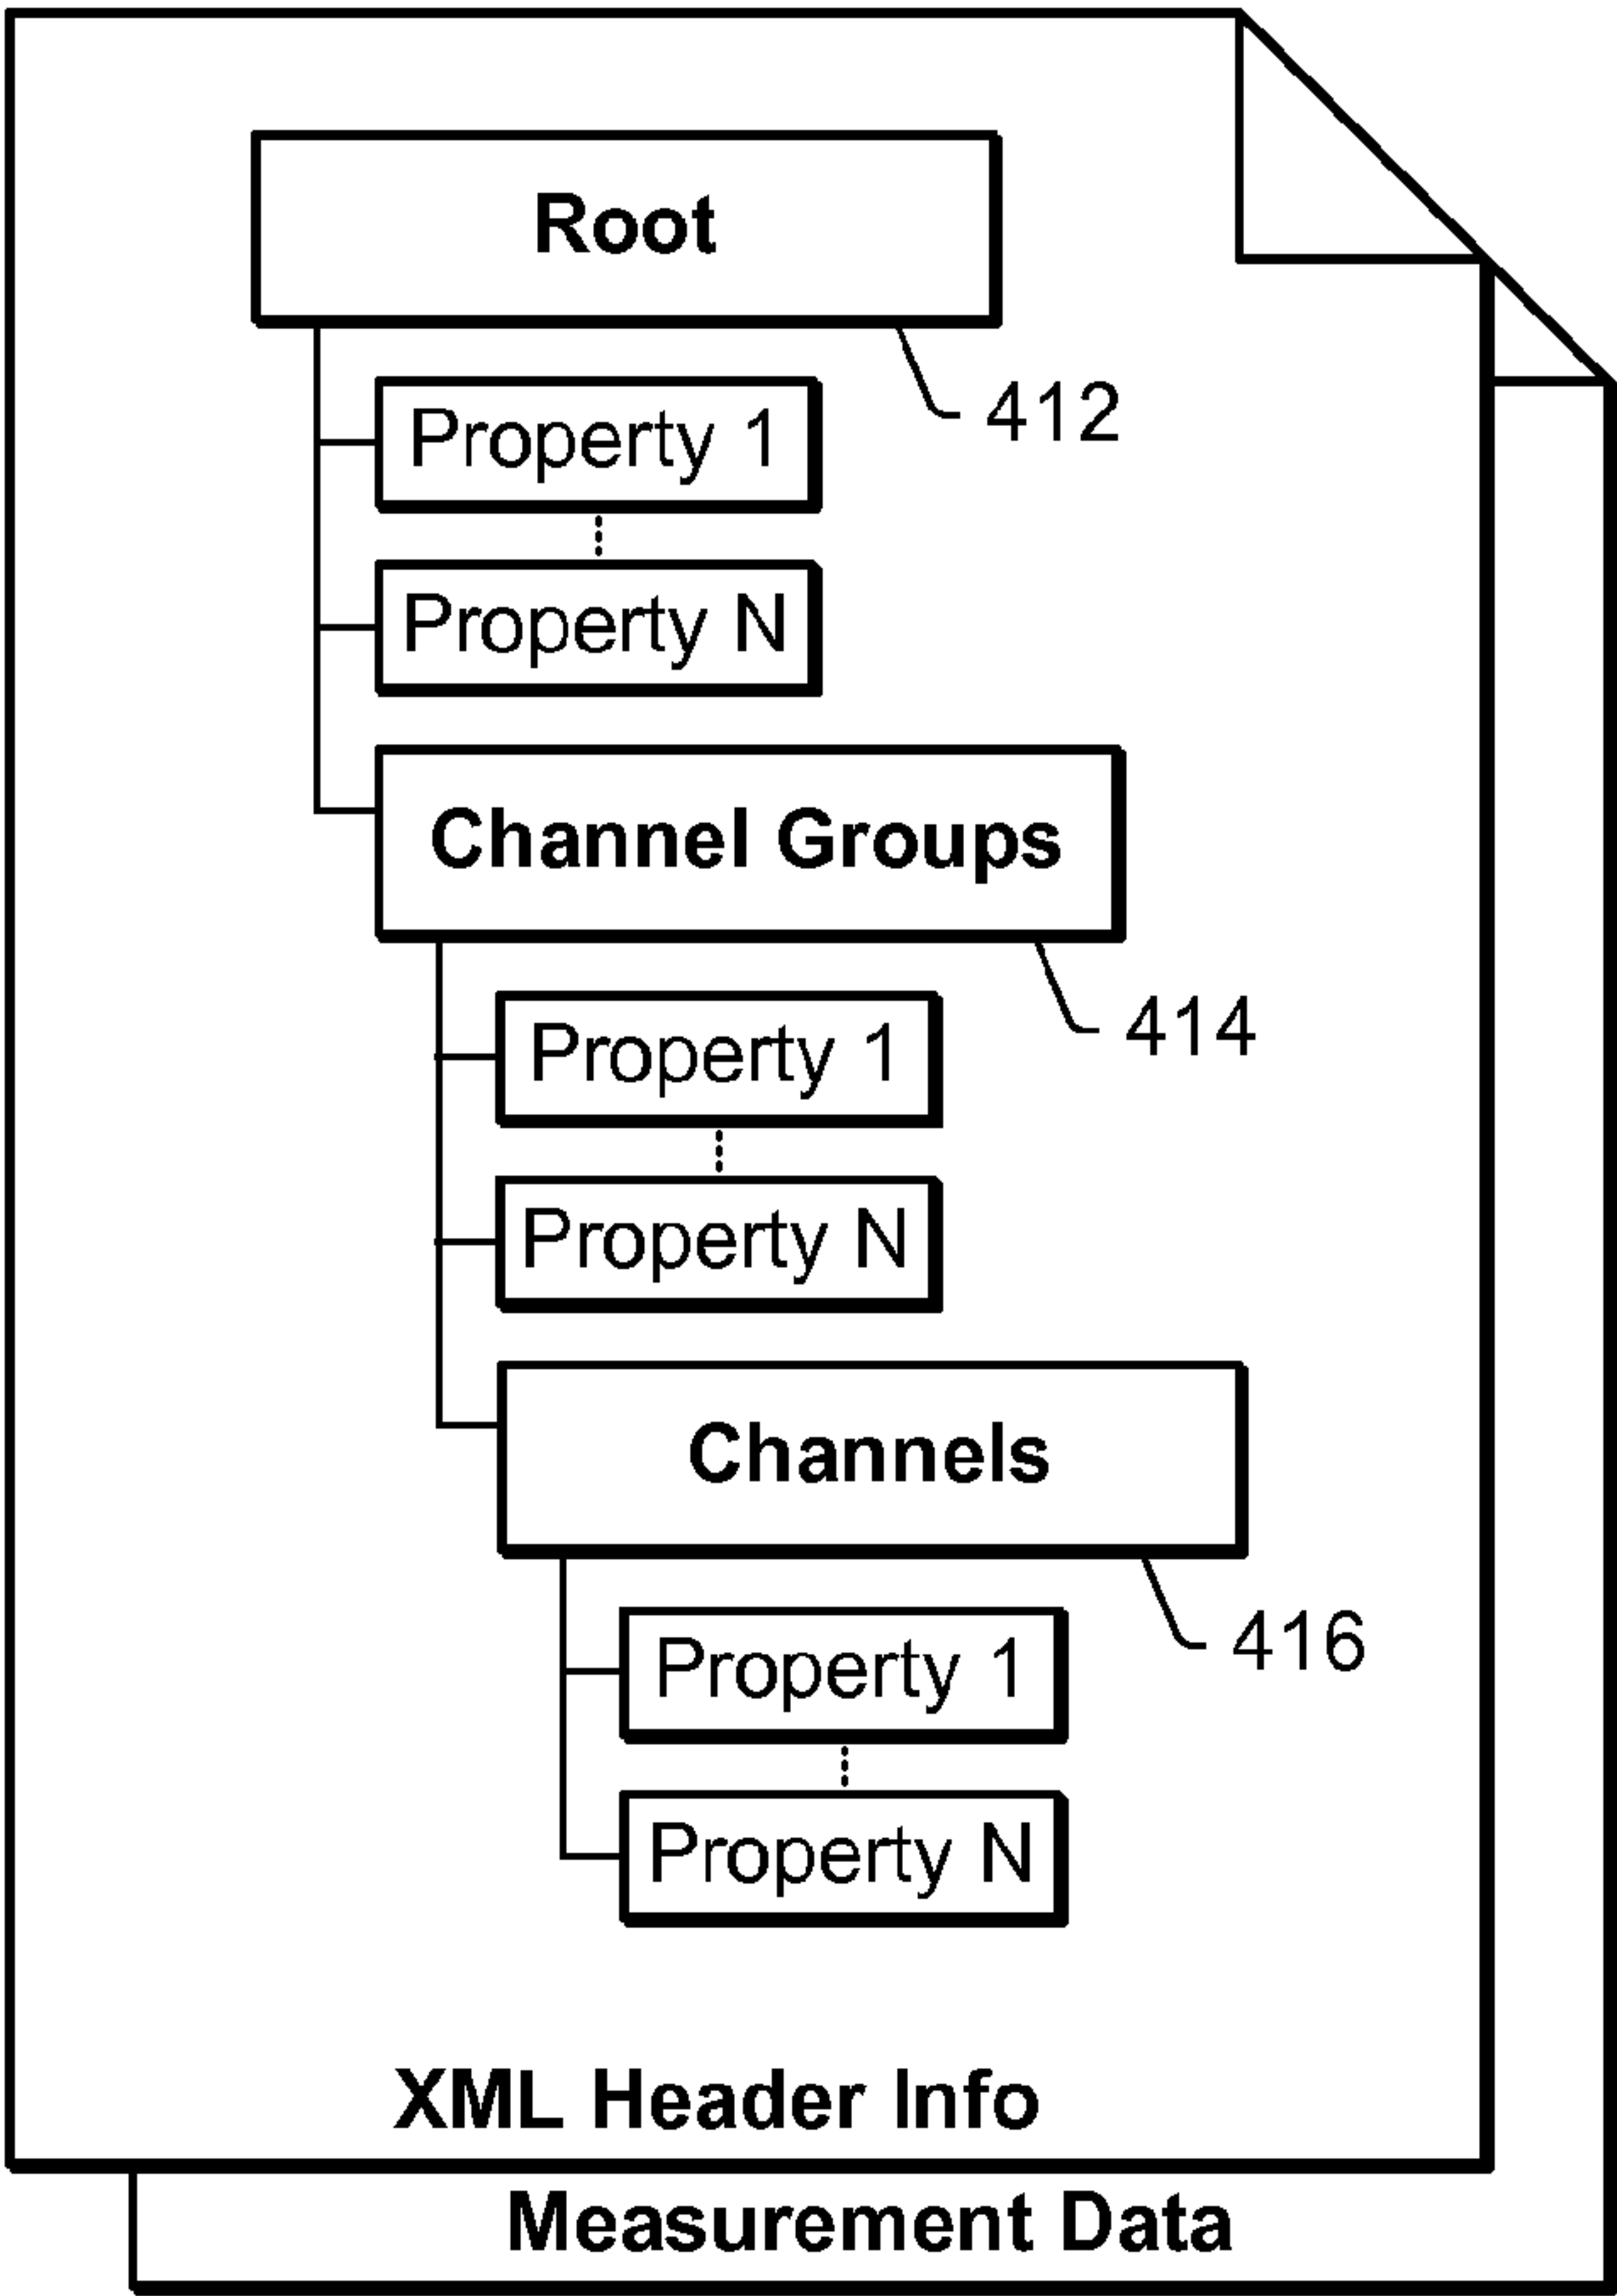 Root
412
Property 1
Property N
Channel Groups
414
Property 1
Property N
Channels
416
Property 1
Property N
XML Header Info
Measurement Data